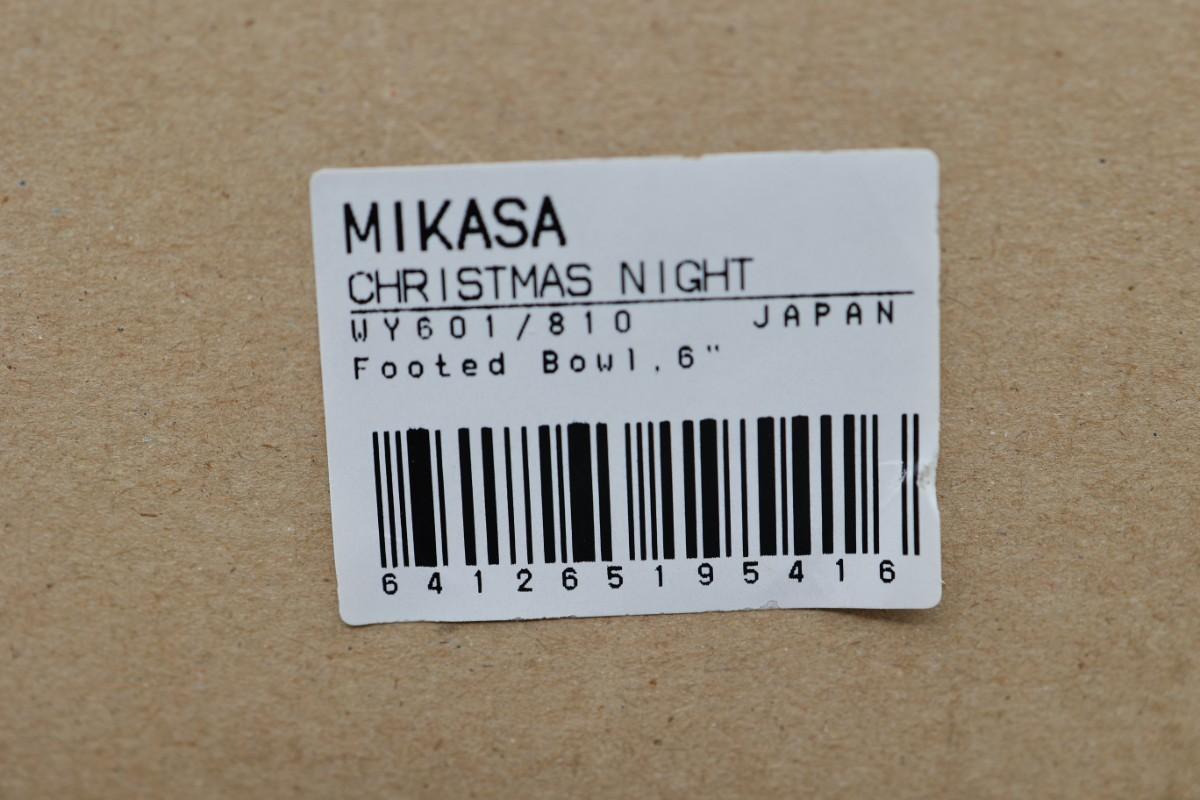 MIKASA
CHRISTMAS NIGHT
WY601/810 JAPAN
Footed Bowl,6"
641265195416